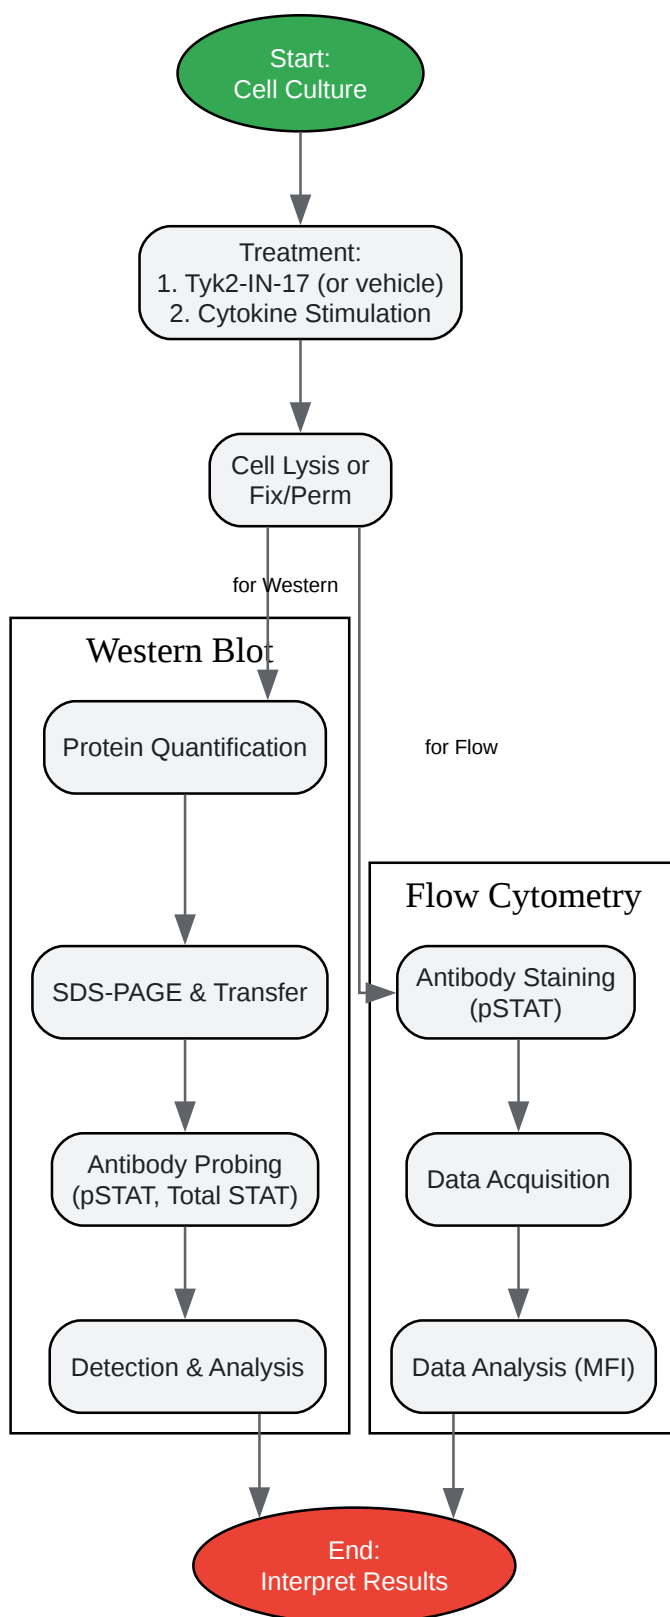 Start:
Cell Culture
Treatment:
1. Tyk2-IN-17 (or vehicle)
2. Cytokine Stimulation
Cell Lysis or
Fix/Perm
for Western
Western Blot
Protein Quantification
SDS-PAGE & Transfer
Antibody Probing
(pSTAT, Total STAT)
Detection & Analysis
for Flow
Flow Cytometry
Antibody Staining
(pSTAT)
Data Acquisition
Data Analysis (MFI)
End:
Interpret Results